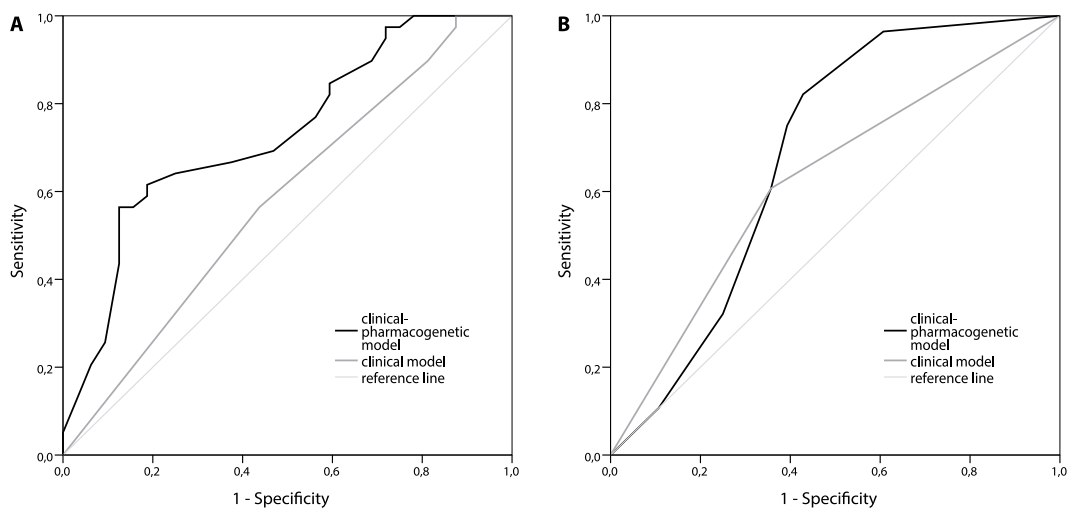 A
1,0
0,8
0,6
0,4
0,2
0,0
Sensitivity
0,0 0,2 0,4 0,6 0,8 1,0
1 - Specificity
clinical-
pharmacogenetic
model
clinical model
reference line
B
1,0
0,8
0,6
0,4
0,2
0,0
Sensitivity
0,0 0,2 0,4 0,6 0,8 1,0
1 - Specificity
clinical-
pharmacogenetic
model
clinical model
reference line